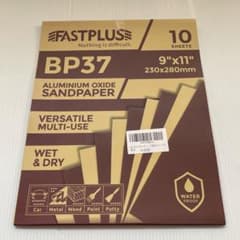 FASTPLUS
Nothing is difficult.
10
SHEETS
BP37
9"x11"
230x280mm
ALUMINIUM OXIDE
SANDPAPER
VERSATILE
MULTI-USE
WET
& DRY
WATER
PROOF
Car Metal Wood Paint Putty